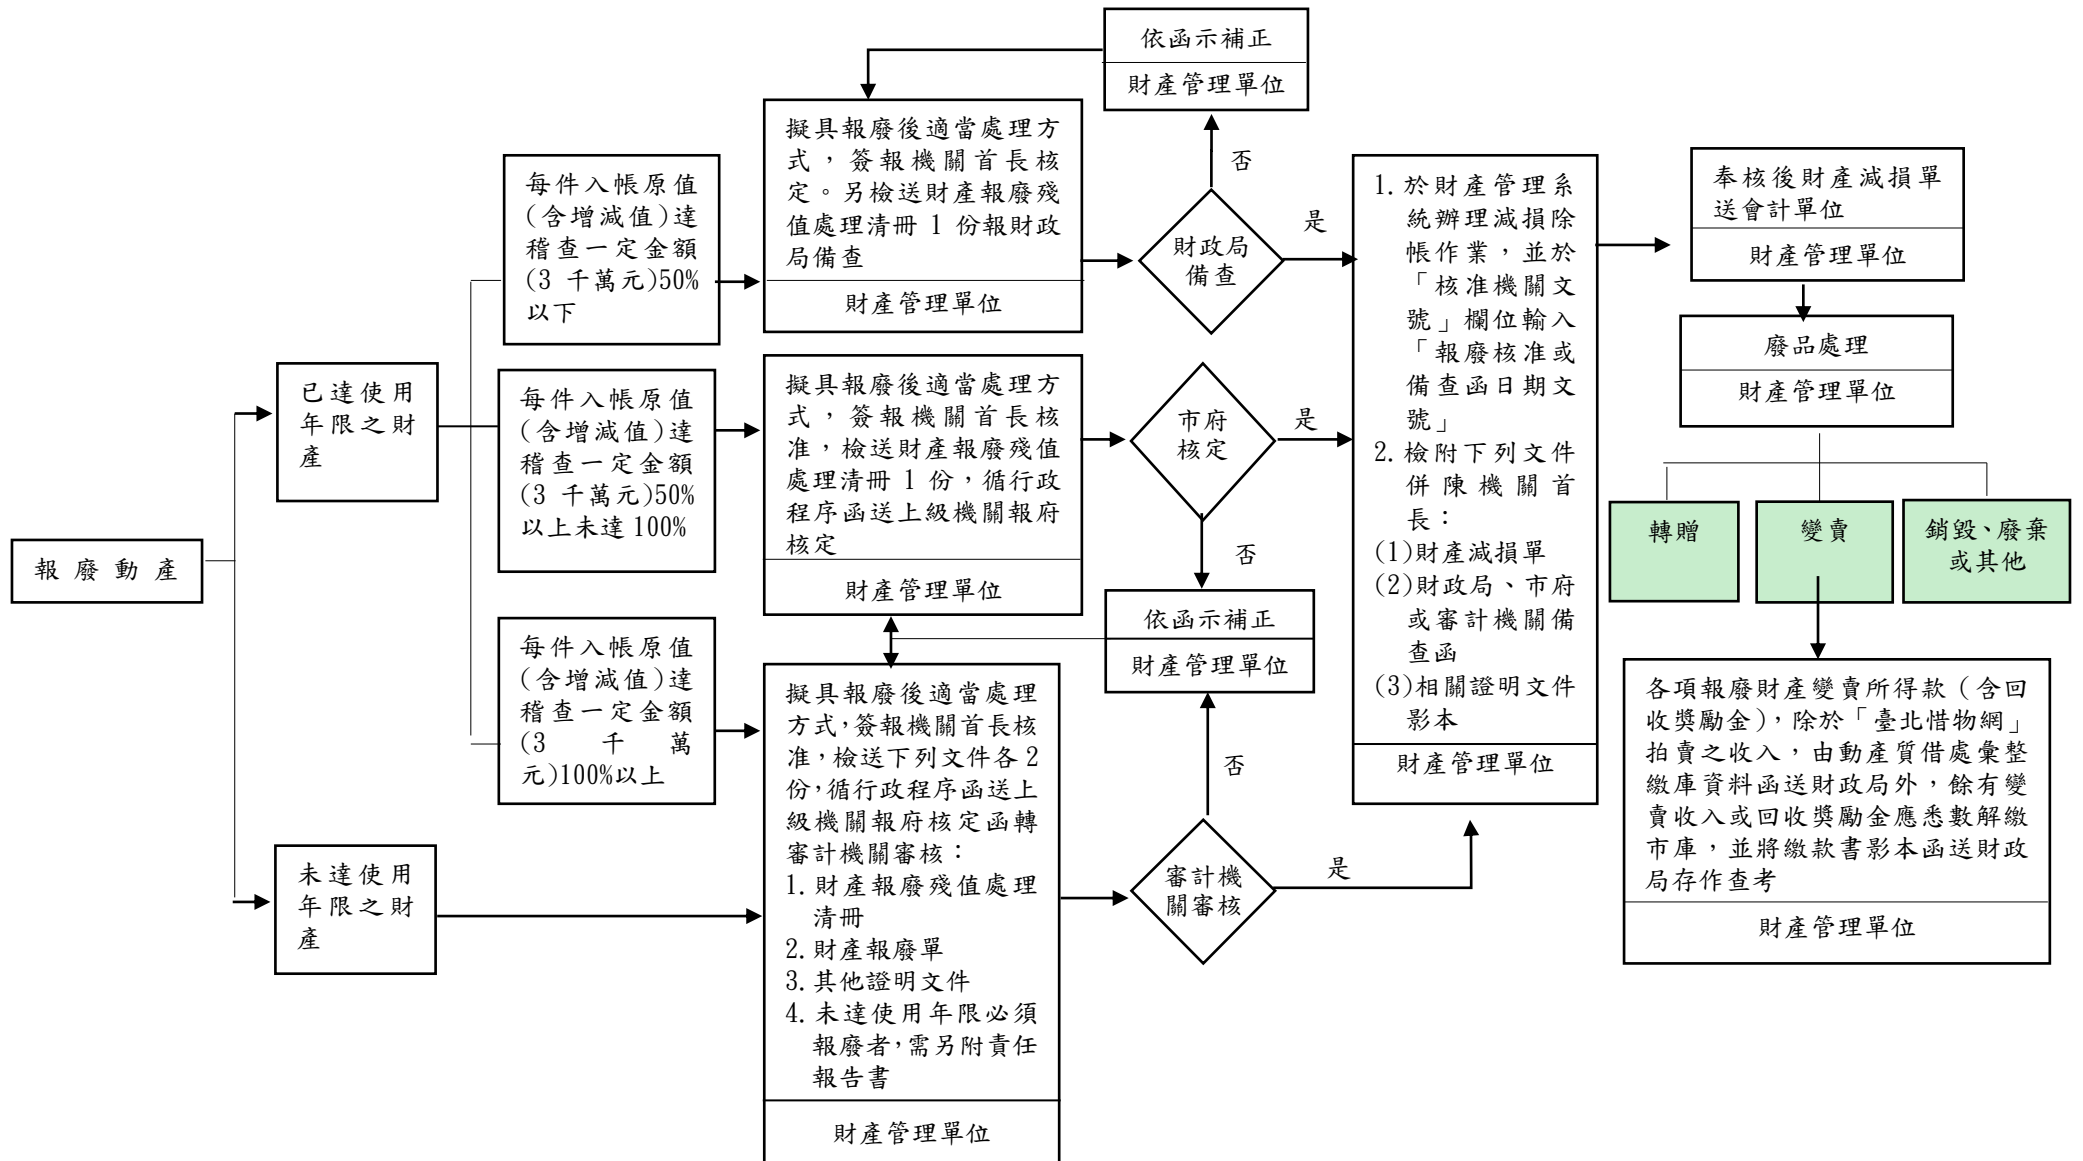 報廢動產
已達使用
年限之財
產
未達使用
年限之財
產
每件入帳原值
(含增減值)達
稽查一定金額
(3 千萬元)50%
以下
每件入帳原值
(含增減值)達
稽查一定金額
(3 千萬元)50%
以上未達100%
每件入帳原值
(含增減值)達
稽查一定金額
(3 千 萬
元)100%以上
擬具報廢後適當處理方
式，簽報機關首長核
定。另檢送財產報廢殘
值處理清冊 1 份報財政
局備查
財產管理單位
擬具報廢後適當處理方
式，簽報機關首長核
准，檢送財產報廢殘值
處理清冊 1 份，循行政
程序函送上級機關報府
核定
財產管理單位
擬具報廢後適當處理
方式，簽報機關首長核
准，檢送下列文件各 2
份，循行政程序函送上
級機關報府核定函轉
審計機關審核：
1. 財產報廢殘值處理
清冊
2. 財產報廢單
3. 其他證明文件
4. 未達使用年限必須
報廢者，需另附責任
報告書
財產管理單位
依函示補正
財產管理單位
否
財政局
備查
是
市府
核定
是
否
依函示補正
財產管理單位
否
審計機
關審核
是
1. 於財產管理系
統辦理減損除
帳作業，並於
「核准機關文
號」欄位輸入
「報廢核准或
備查函日期文
號」
2. 檢附下列文件
併陳機關首
長：
(1)財產減損單
(2)財政局、市府
或審計機關備
查函
(3)相關證明文件
影本
財產管理單位
奉核後財產減損單
送會計單位
財產管理單位
廢品處理
財產管理單位
轉贈
變賣
銷毀、廢棄
或其他
各項報廢財產變賣所得款（含回
收獎勵金），除於「臺北惜物網」
拍賣之收入，由動產質借處彙整
繳庫資料函送財政局外，餘有變
賣收入或回收獎勵金應悉數解繳
市庫，並將繳款書影本函送財政
局存作查考
財產管理單位